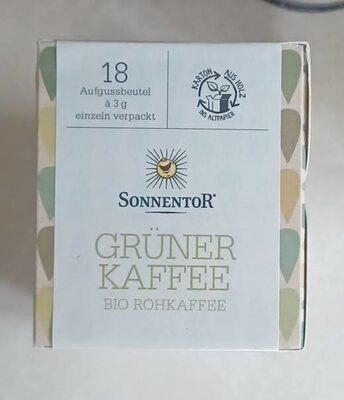 18
Aufgussbeutel
à 3 g
einzeln verpackt
KARTON AUS HOLZ
INS ALTPAPIER
SONNENTOR®
GRÜNER
KAFFEE
BIO ROHKAFFEE